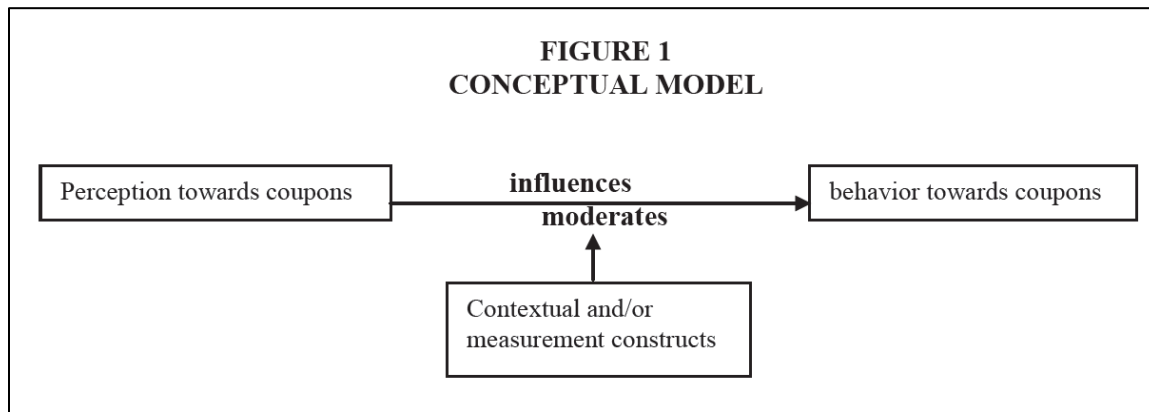 FIGURE 1
CONCEPTUAL MODEL
Perception towards coupons
influences
moderates
behavior towards coupons
Contextual and/or
measurement constructs